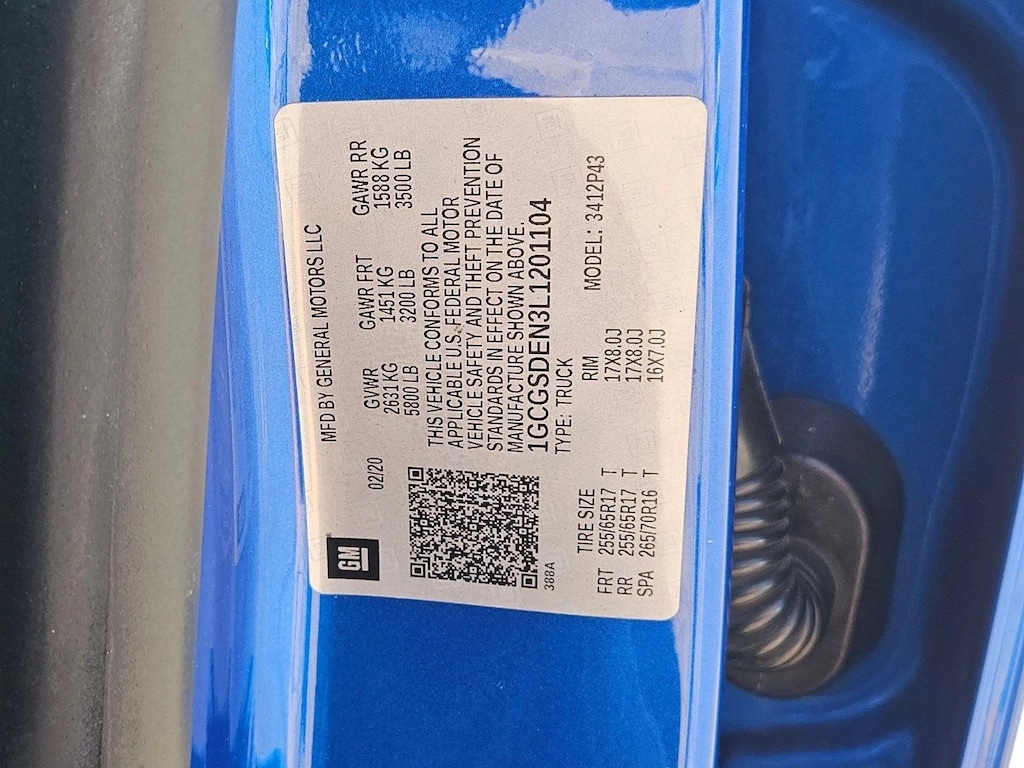 GM
MFD BY GENERAL MOTORS LLC
02/20 GVWR GAWR FRT GAWR RR
2631 KG 1451 KG 1588 KG
5800 LB 3200 LB 3500 LB
THIS VEHICLE CONFORMS TO ALL
APPLICABLE U.S. FEDERAL MOTOR
VEHICLE SAFETY AND THEFT PREVENTION
STANDARDS IN EFFECT ON THE DATE OF
MANUFACTURE SHOWN ABOVE.
1GCGSDEN3L1201104
388A TYPE: TRUCK MODEL: 3412P43
TIRE SIZE RIM
FRT 255/65R17 T 17X8.0J
RR 255/65R17 T 17X8.0J
SPA 265/70R16 T 16X7.0J